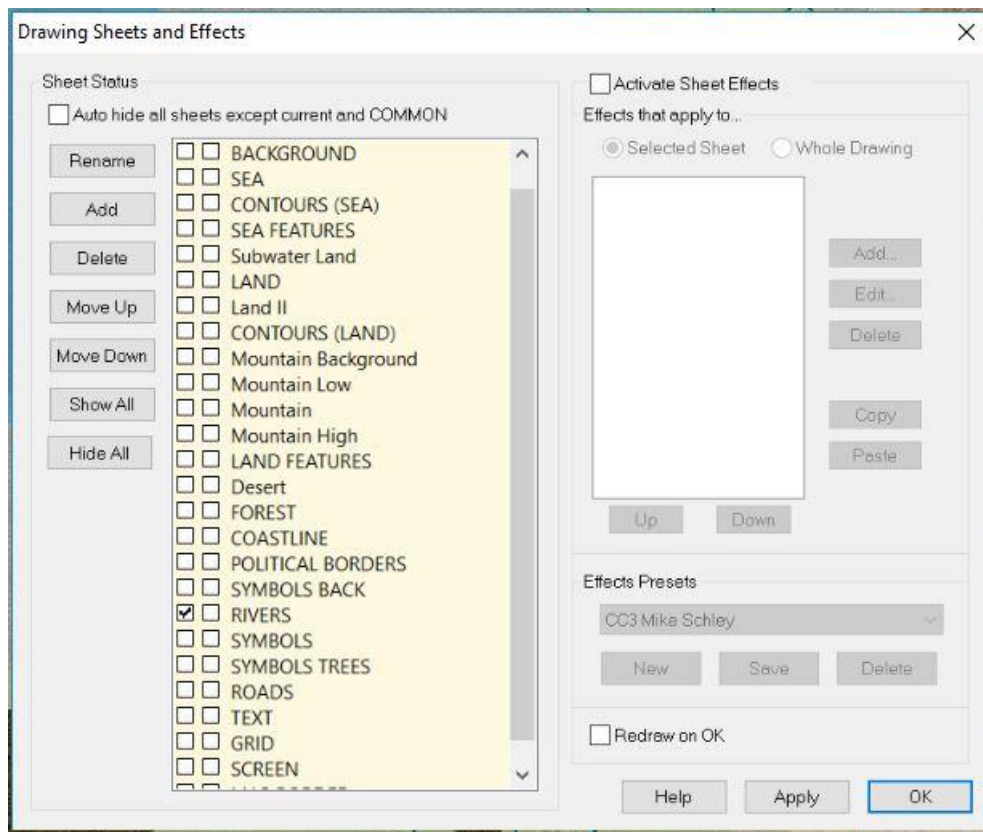 Drawing Sheets and Effects
Sheet Status
Auto hide all sheets except current and COMMON
Rename
Add
Delete
Move Up
Move Down
Show All
Hide All
BACKGROUND
SEA
CONTOURS (SEA)
SEA FEATURES
Subwater Land
LAND
Land II
CONTOURS (LAND)
Mountain Background
Mountain Low
Mountain
Mountain High
LAND FEATURES
Desert
FOREST
COASTLINE
POLITICAL BORDERS
SYMBOLS BACK
RIVERS
SYMBOLS
SYMBOLS TREES
ROADS
TEXT
GRID
SCREEN
Activate Sheet Effects
Effects that apply to...
Selected Sheet Whole Drawing
Add...
Edit...
Delete
Copy
Paste
Up Down
Effects Presets
CC3 Mike Schley
New Save Delete
Redraw on OK
Help Apply OK